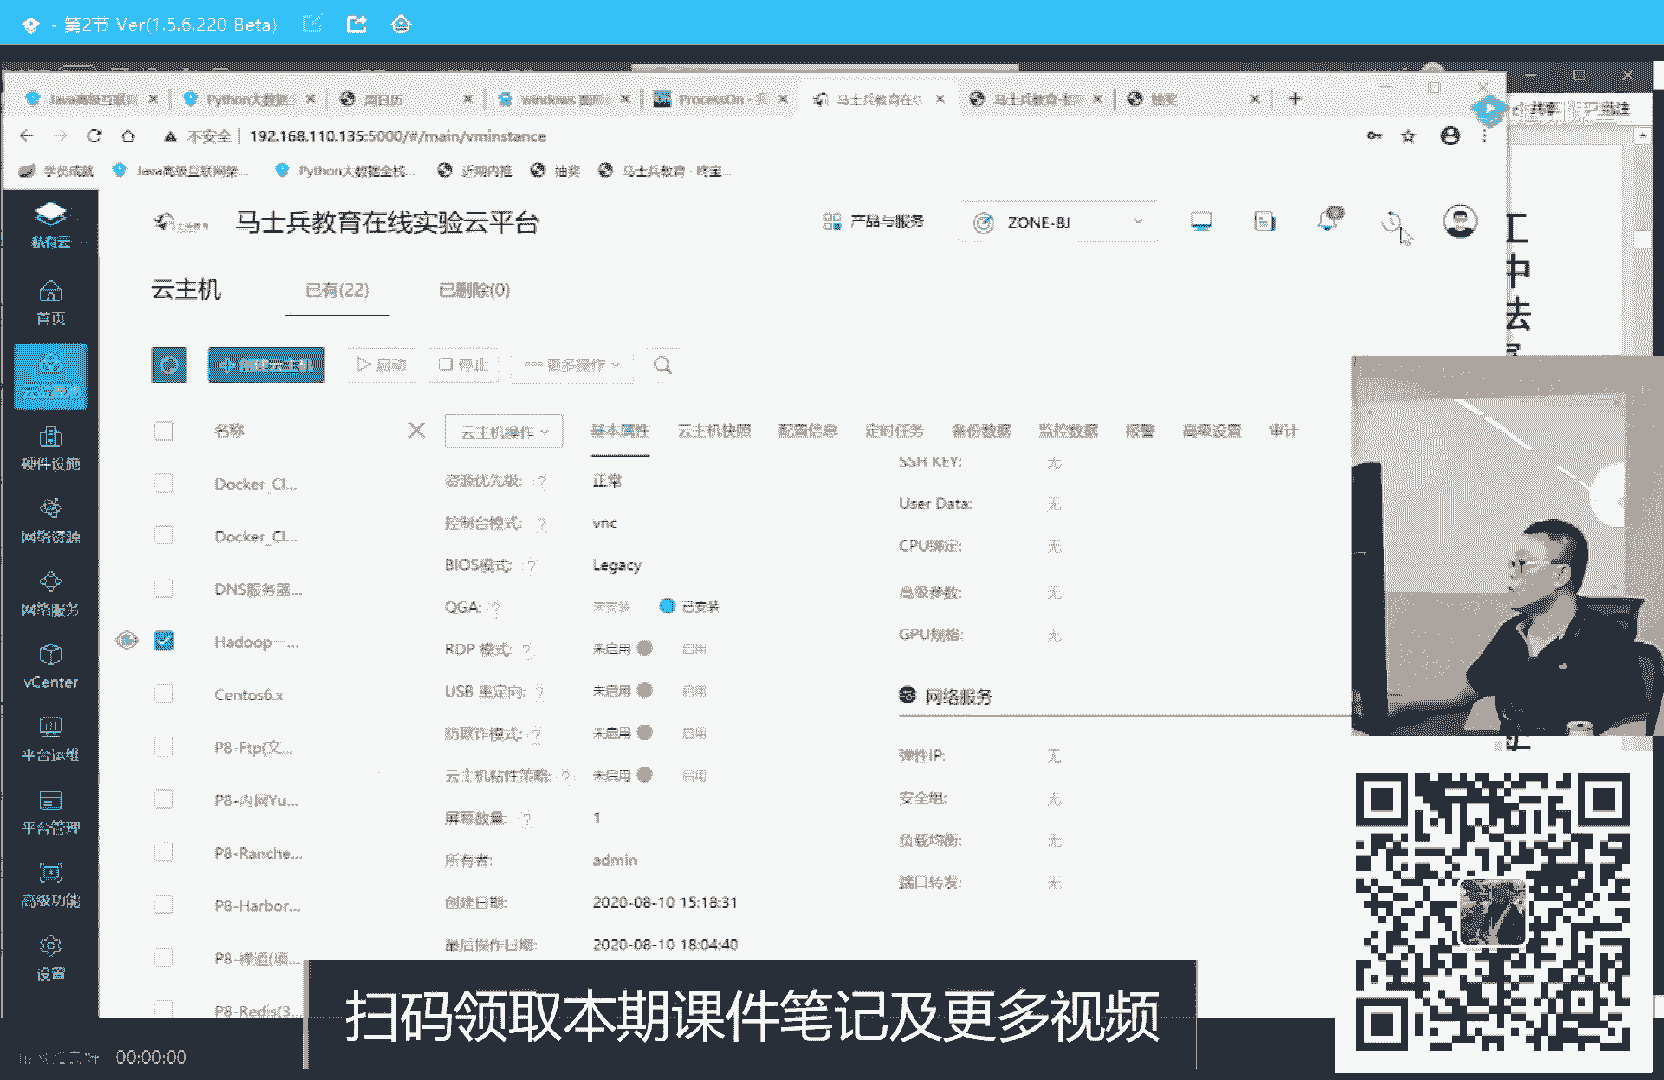 - 第2节 Ver(1.5.6.220 Beta)
Java高级互联网
Python大数据
windows
ProcessOn -
马士兵教育在线
抽奖
不安全
192.168.110.135:5000/#/main/vminstance
学员成就
Java高级互联网架...
Python大数据全栈...
近期内推
抽奖
马士兵教育
私有云
马士兵教育在线实验云平台
产品与服务
ZONE-BJ
首页
云主机
已有(22)
已删除(0)
创建云主机
启动
停止
更多操作
名称
云主机操作
基本属性
云主机快照
配置信息
定时任务
备份数据
监控数据
报警
高级设置
审计
硬件设施
网络资源
网络服务
vCenter
平台运维
平台管理
高级功能
设置
Docker_Cl...
Docker_Cl...
DNS服务器...
Hadoop一...
Centos6.x
P8-Ftp(文...
P8-内网Yu...
P8-Ranche...
P8-Harbor...
P8-禅道(项...
P8-Redis(3...
资源优先级: ? 正常
控制台模式: ? vnc
BIOS模式: ? Legacy
QGA: ? 未安装 已安装
RDP 模式: ? 未启用 启用
USB 重定向: ? 未启用 启用
防欺诈模式: ? 未启用 启用
云主机粘性策略: ? 未启用 启用
屏幕数量: ? 1
所有者: admin
创建日期: 2020-08-10 15:18:31
最后操作日期: 2020-08-10 18:04:40
SSH KEY: 无
User Data: 无
CPU绑定: 无
高级参数: 无
GPU规格: 无
网络服务
弹性IP: 无
安全组: 无
负载均衡: 无
端口转发: 无
扫码领取本期课件笔记及更多视频
00:00:00